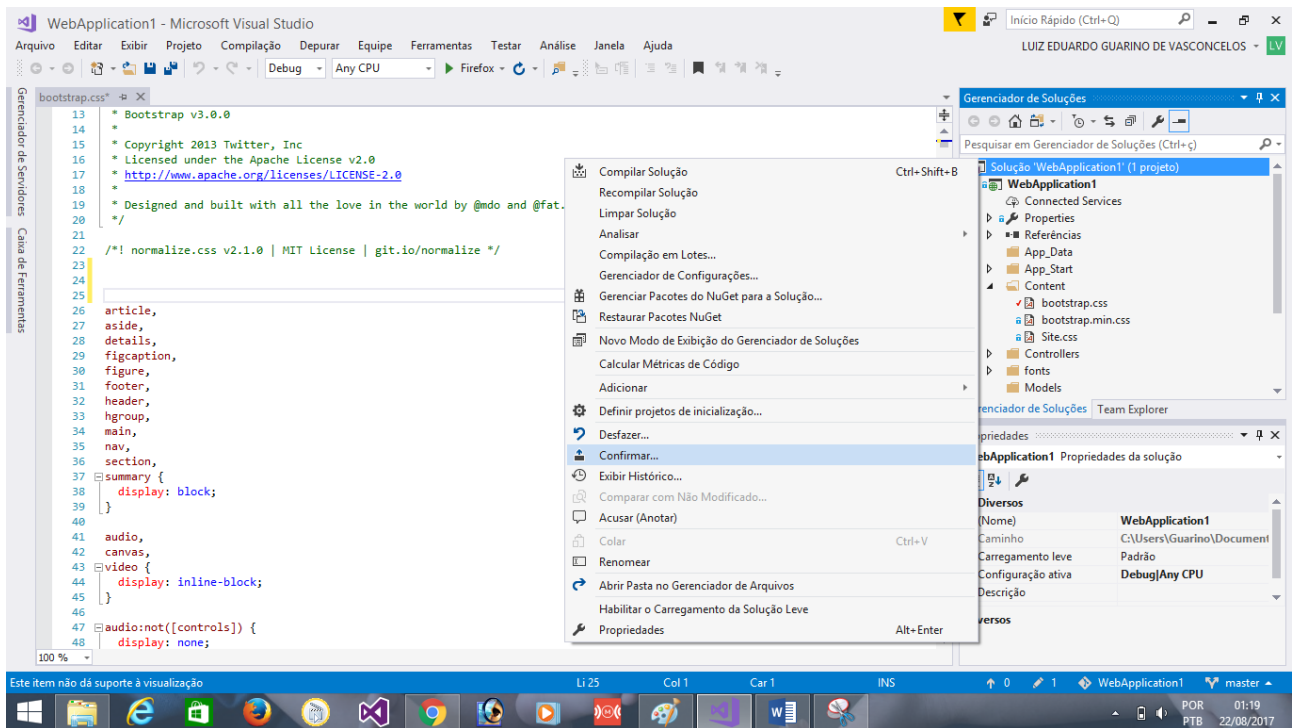 WebApplication1 - Microsoft Visual Studio
Início Rápido (Ctrl+Q)
Arquivo Editar Exibir Projeto Compilação Depurar Equipe Ferramentas Testar Análise Janela Ajuda
LUIZ EDUARDO GUARINO DE VASCONCELOS LV
Debug Any CPU Firefox
Gerenciador de Servidores
Caixa de Ferramentas
bootstrap.css*
13 * Bootstrap v3.0.0
14 *
15 * Copyright 2013 Twitter, Inc
16 * Licensed under the Apache License v2.0
17 * http://www.apache.org/licenses/LICENSE-2.0
18 *
19 * Designed and built with all the love in the world by @mdo and @fat.
20 */
21
22 /*! normalize.css v2.1.0 | MIT License | git.io/normalize */
23
24
25
26 article,
27 aside,
28 details,
29 figcaption,
30 figure,
31 footer,
32 header,
33 hgroup,
34 main,
35 nav,
36 section,
37 summary {
38 display: block;
39 }
40
41 audio,
42 canvas,
43 video {
44 display: inline-block;
45 }
46
47 audio:not([controls]) {
48 display: none;
100 %
Compilar Solução Ctrl+Shift+B
Recompilar Solução
Limpar Solução
Analisar
Compilação em Lotes...
Gerenciador de Configurações...
Gerenciar Pacotes do NuGet para a Solução...
Restaurar Pacotes NuGet
Novo Modo de Exibição do Gerenciador de Soluções
Calcular Métricas de Código
Adicionar
Definir projetos de inicialização...
Desfazer...
Confirmar...
Exibir Histórico...
Comparar com Não Modificado...
Acusar (Anotar)
Colar Ctrl+V
Renomear
Abrir Pasta no Gerenciador de Arquivos
Habilitar o Carregamento da Solução Leve
Propriedades Alt+Enter
Gerenciador de Soluções
Pesquisar em Gerenciador de Soluções (Ctrl+ç)
Solução 'WebApplication1' (1 projeto)
WebApplication1
Connected Services
Properties
Referências
App_Data
App_Start
Content
bootstrap.css
bootstrap.min.css
Site.css
Controllers
fonts
Models
renciador de Soluções Team Explorer
priedades
ebApplication1 Propriedades da solução
Diversos
(Nome) WebApplication1
Caminho C:\Users\Guarino\Document
Carregamento leve Padrão
Configuração ativa Debug|Any CPU
Descrição
versos
Este item não dá suporte à visualização Li 25 Col 1 Car 1 INS 0 1 WebApplication1 master
POR 01:19
PTB 22/08/2017